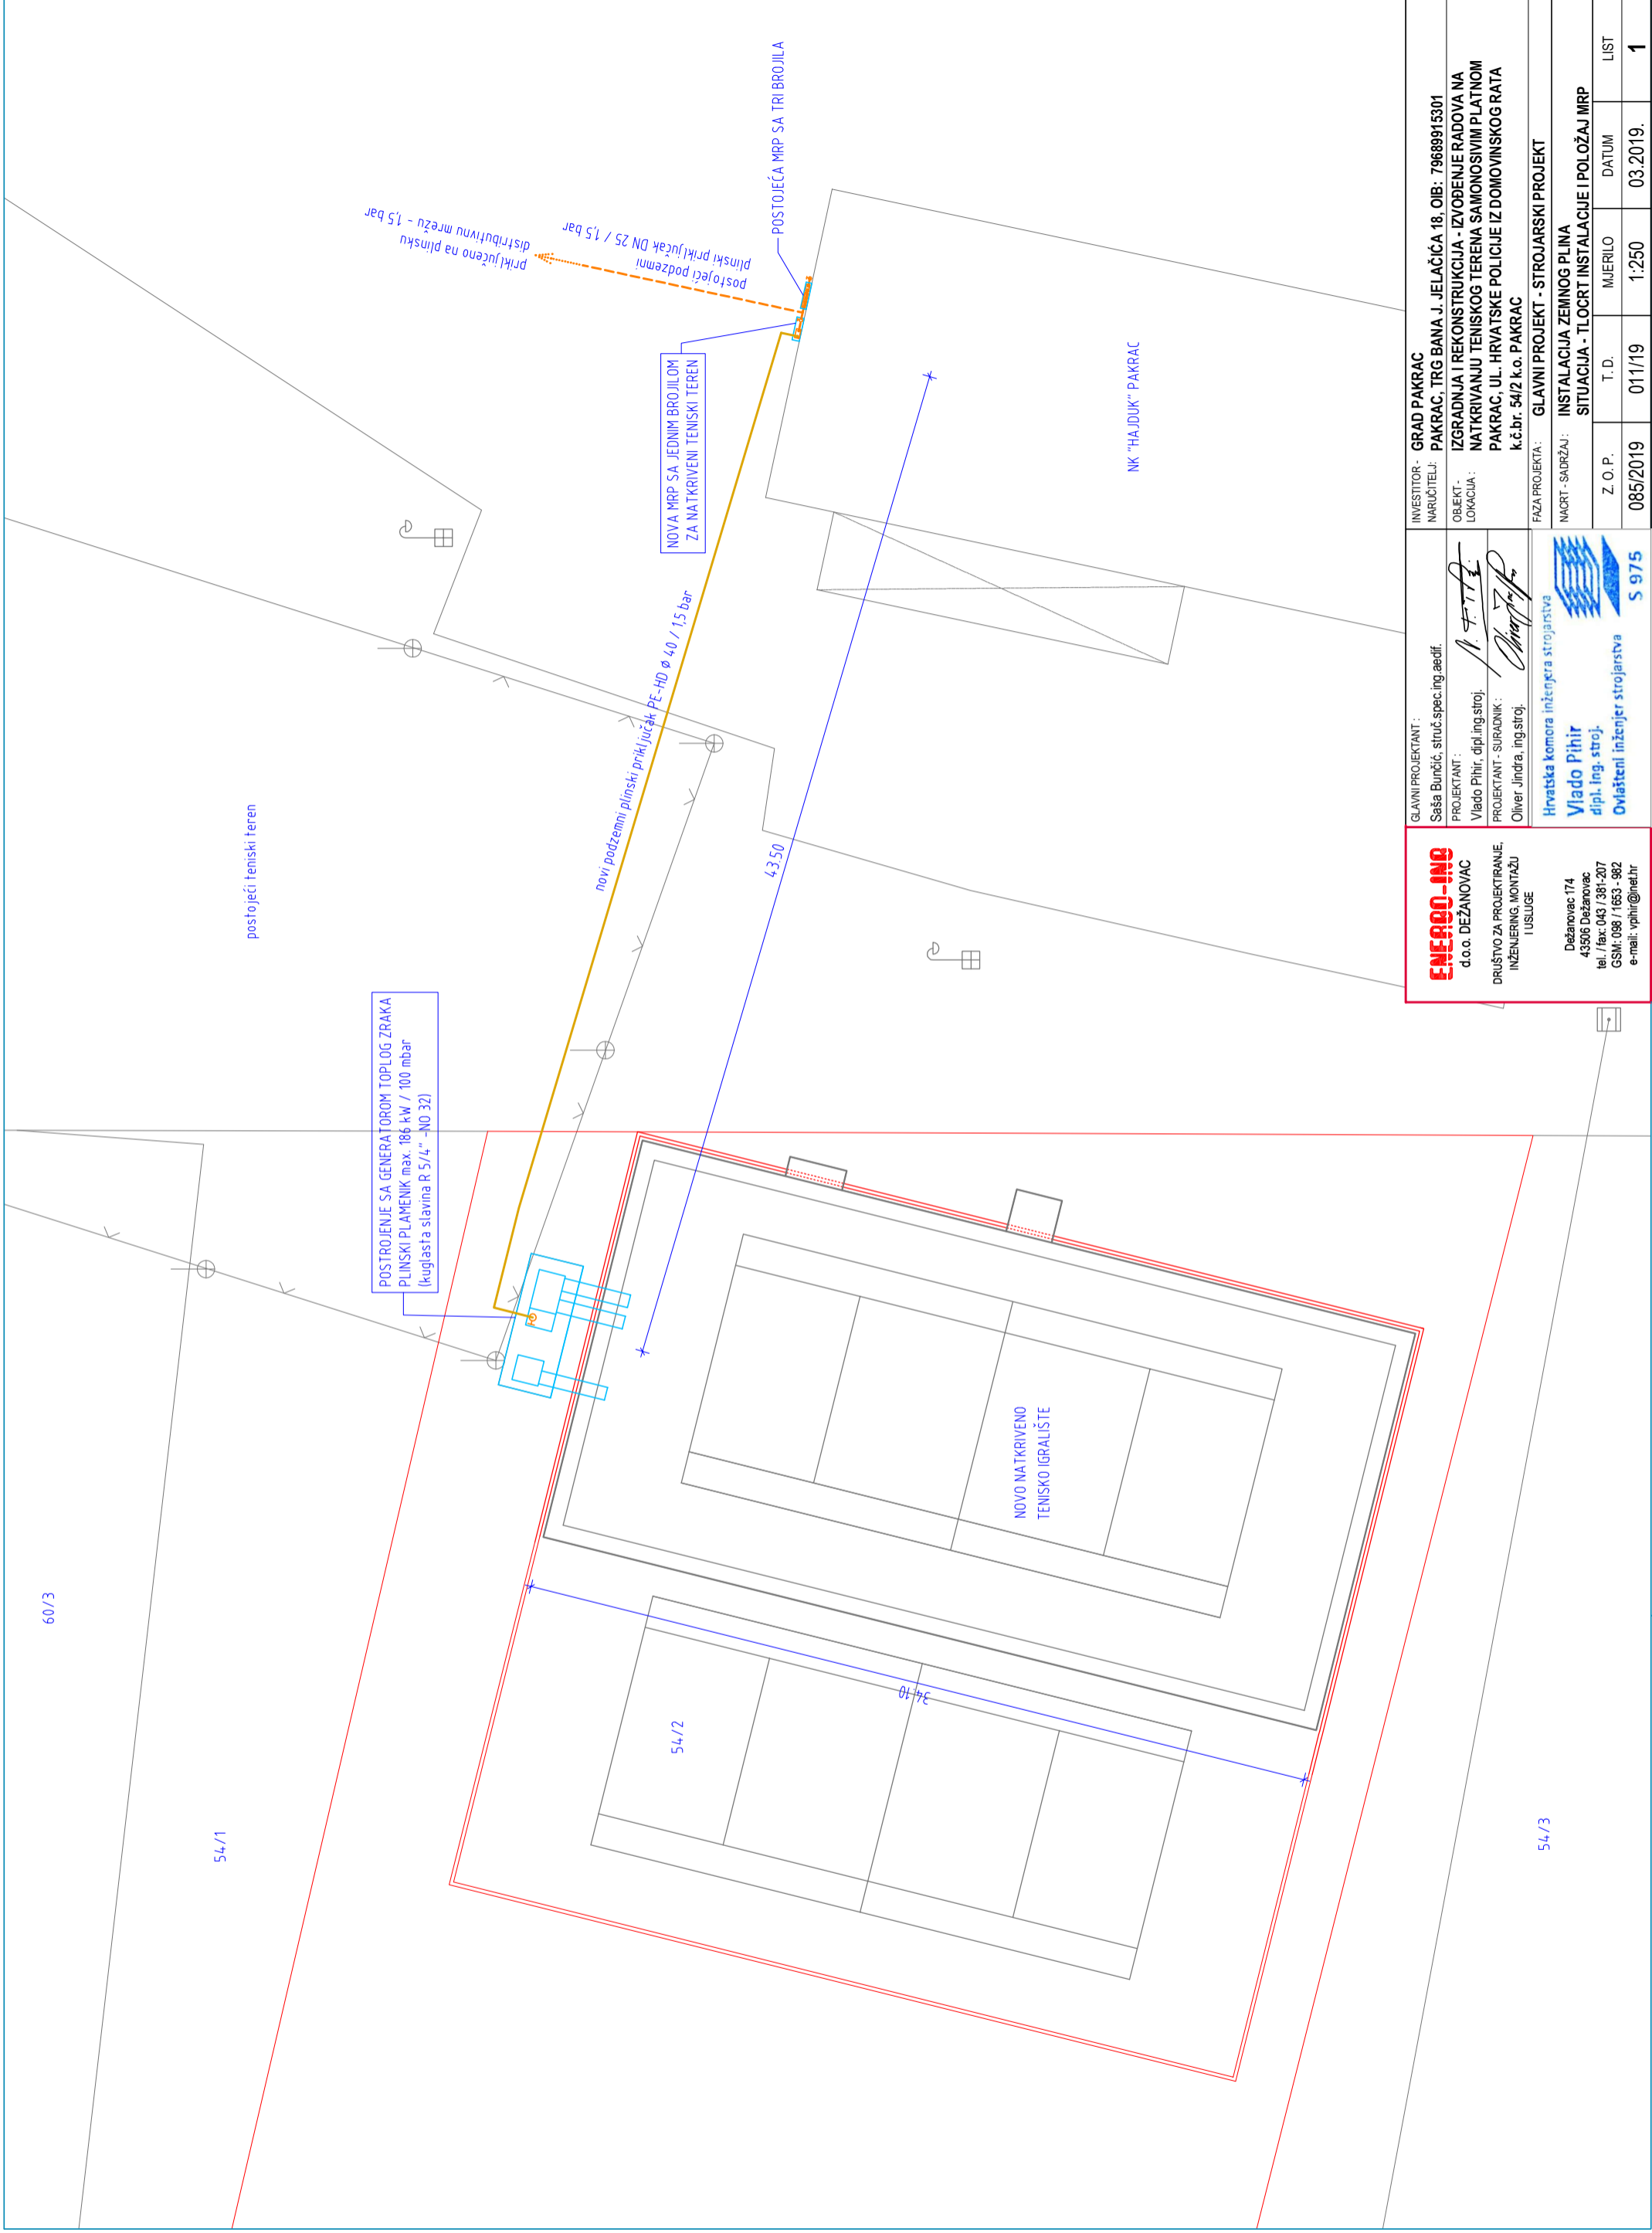 60/3
54/1
54/2
54/3
postojeći teniski teren
POSTROJENJE SA GENERATOROM TOPLOG ZRAKA
PLINSKI PLAMENIK max. 186 kW / 100 mbar
(kuglasta slavina R 5/4" -NO 32)
novi podzemni plinski priključak PE-HD Ø 40 / 1,5 bar
43.50
34.10
NOVO NATKRIVENO
TENISKO IGRALIŠTE
NOVA MRP SA JEDNIM BROJILOM
ZA NATKRIVENI TENISKI TEREN
priključeno na plinsku
distributivnu mrežu - 1,5 bar
postojeći podzemni
plinski priključak DN 25 / 1,5 bar
POSTOJEĆA MRP SA TRI BROJILA
NK "HAJDUK" PAKRAC
ENERGO-ING
d.o.o. DEŽANOVAC
DRUŠTVO ZA PROJEKTIRANJE,
INŽENJERING, MONTAŽU
I USLUGE
Dežanovac 174
43506 Dežanovac
tel. / fax: 043 / 381-207
GSM: 098 / 1653 - 982
e-mail: vpihir@inet.hr
GLAVNI PROJEKTANT :
Saša Bunčić, struč.spec.ing.aedif.
PROJEKTANT :
Vlado Pihir, dipl.ing.stroj.
PROJEKTANT - SURADNIK :
Oliver Jindra, ing.stroj.
Hrvatska komora inženjera strojarstva
Vlado Pihir
dipl. ing. stroj.
Ovlašteni inženjer strojarstva
S 975
INVESTITOR - NARUČITELJ:
GRAD PAKRAC
PAKRAC, TRG BANA J. JELAČIĆA 18, OIB: 79689915301
OBJEKT - LOKACIJA :
IZGRADNJA I REKONSTRUKCIJA - IZVOĐENJE RADOVA NA
NATKRIVANJU TENISKOG TERENA SAMONOSIVIM PLATNOM
PAKRAC, UL. HRVATSKE POLICIJE IZ DOMOVINSKOG RATA
k.č.br. 54/2 k.o. PAKRAC
FAZA PROJEKTA : GLAVNI PROJEKT - STROJARSKI PROJEKT
NACRT - SADRŽAJ : INSTALACIJA ZEMNOG PLINA
SITUACIJA - TLOCRT INSTALACIJE I POLOŽAJ MRP
Z. O. P. T. D. MJERILO DATUM LIST
085/2019 011/19 1:250 03.2019. 1